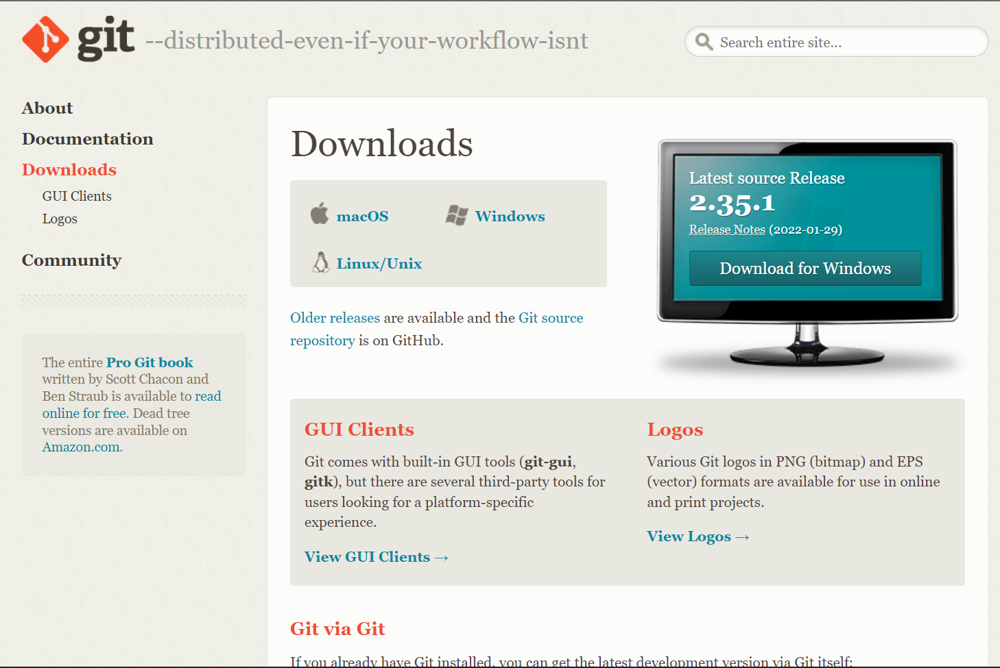 git --distributed-even-if-your-workflow-isnt
Search entire site...
About
Documentation
Downloads
GUI Clients
Logos
Community
The entire Pro Git book
written by Scott Chacon and
Ben Straub is available to read
online for free. Dead tree
versions are available on
Amazon.com.
Downloads
macOS
Windows
Linux/Unix
Older releases are available and the Git source
repository is on GitHub.
Latest source Release
2.35.1
Release Notes (2022-01-29)
Download for Windows
GUI Clients
Git comes with built-in GUI tools (git-gui,
gitk), but there are several third-party tools for
users looking for a platform-specific
experience.
View GUI Clients →
Logos
Various Git logos in PNG (bitmap) and EPS
(vector) formats are available for use in online
and print projects.
View Logos →
Git via Git
If you already have Git installed, you can get the latest development version via Git itself: